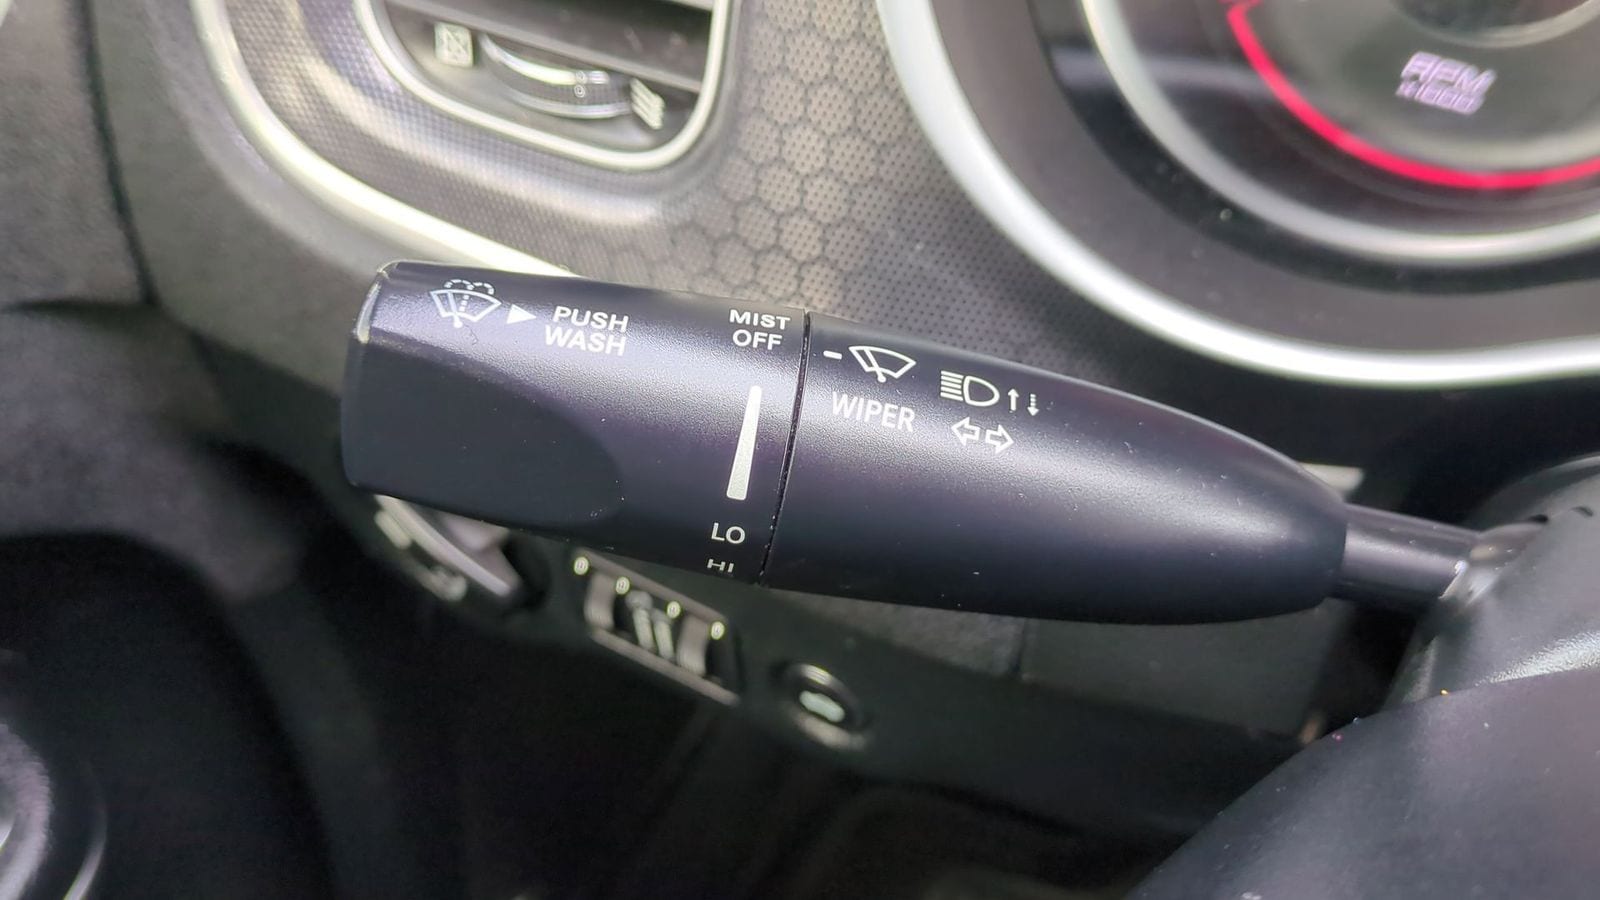 RPM
x1000
PUSH
WASH
MIST
OFF
WIPER
LO
HI